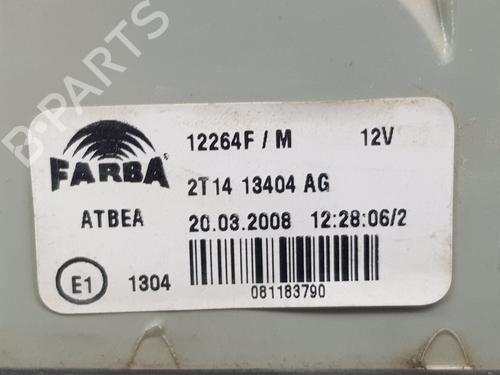 B-PARTS
FARBA®
ATBEA
E1 1304
12264F / M 12V
2T14 13404 AG
20.03.2008 12:28:06/2
081183790